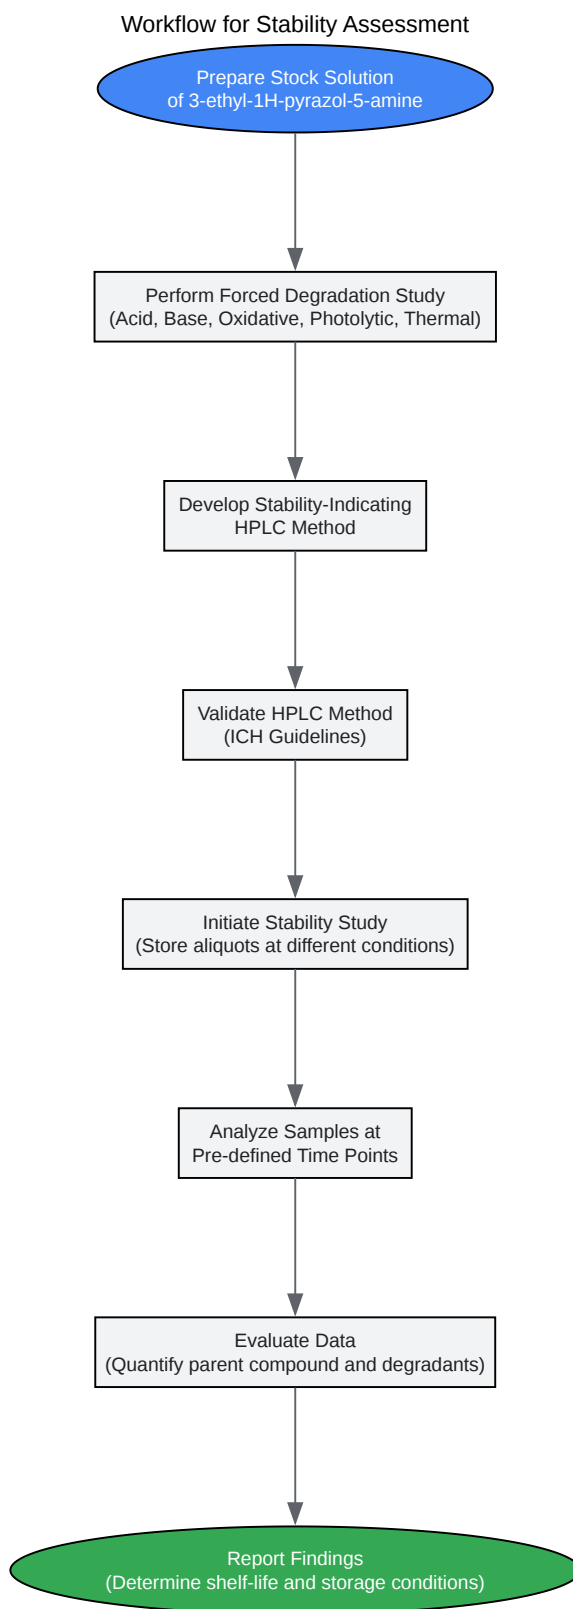 Workflow for Stability Assessment
Prepare Stock Solution
of 3-ethyl-1H-pyrazol-5-amine
Perform Forced Degradation Study
(Acid, Base, Oxidative, Photolytic, Thermal)
Develop Stability-Indicating
HPLC Method
Validate HPLC Method
(ICH Guidelines)
Initiate Stability Study
(Store aliquots at different conditions)
Analyze Samples at
Pre-defined Time Points
Evaluate Data
(Quantify parent compound and degradants)
Report Findings
(Determine shelf-life and storage conditions)